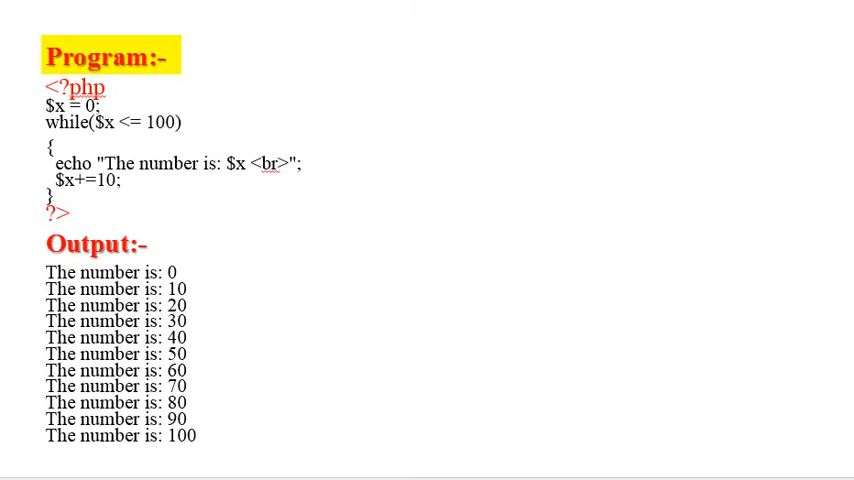 Program:-
<?php
$x = 0;
while($x <= 100)
{
echo "The number is: $x <br>";
$x+=10;
}
?>
Output:-
The number is: 0
The number is: 10
The number is: 20
The number is: 30
The number is: 40
The number is: 50
The number is: 60
The number is: 70
The number is: 80
The number is: 90
The number is: 100